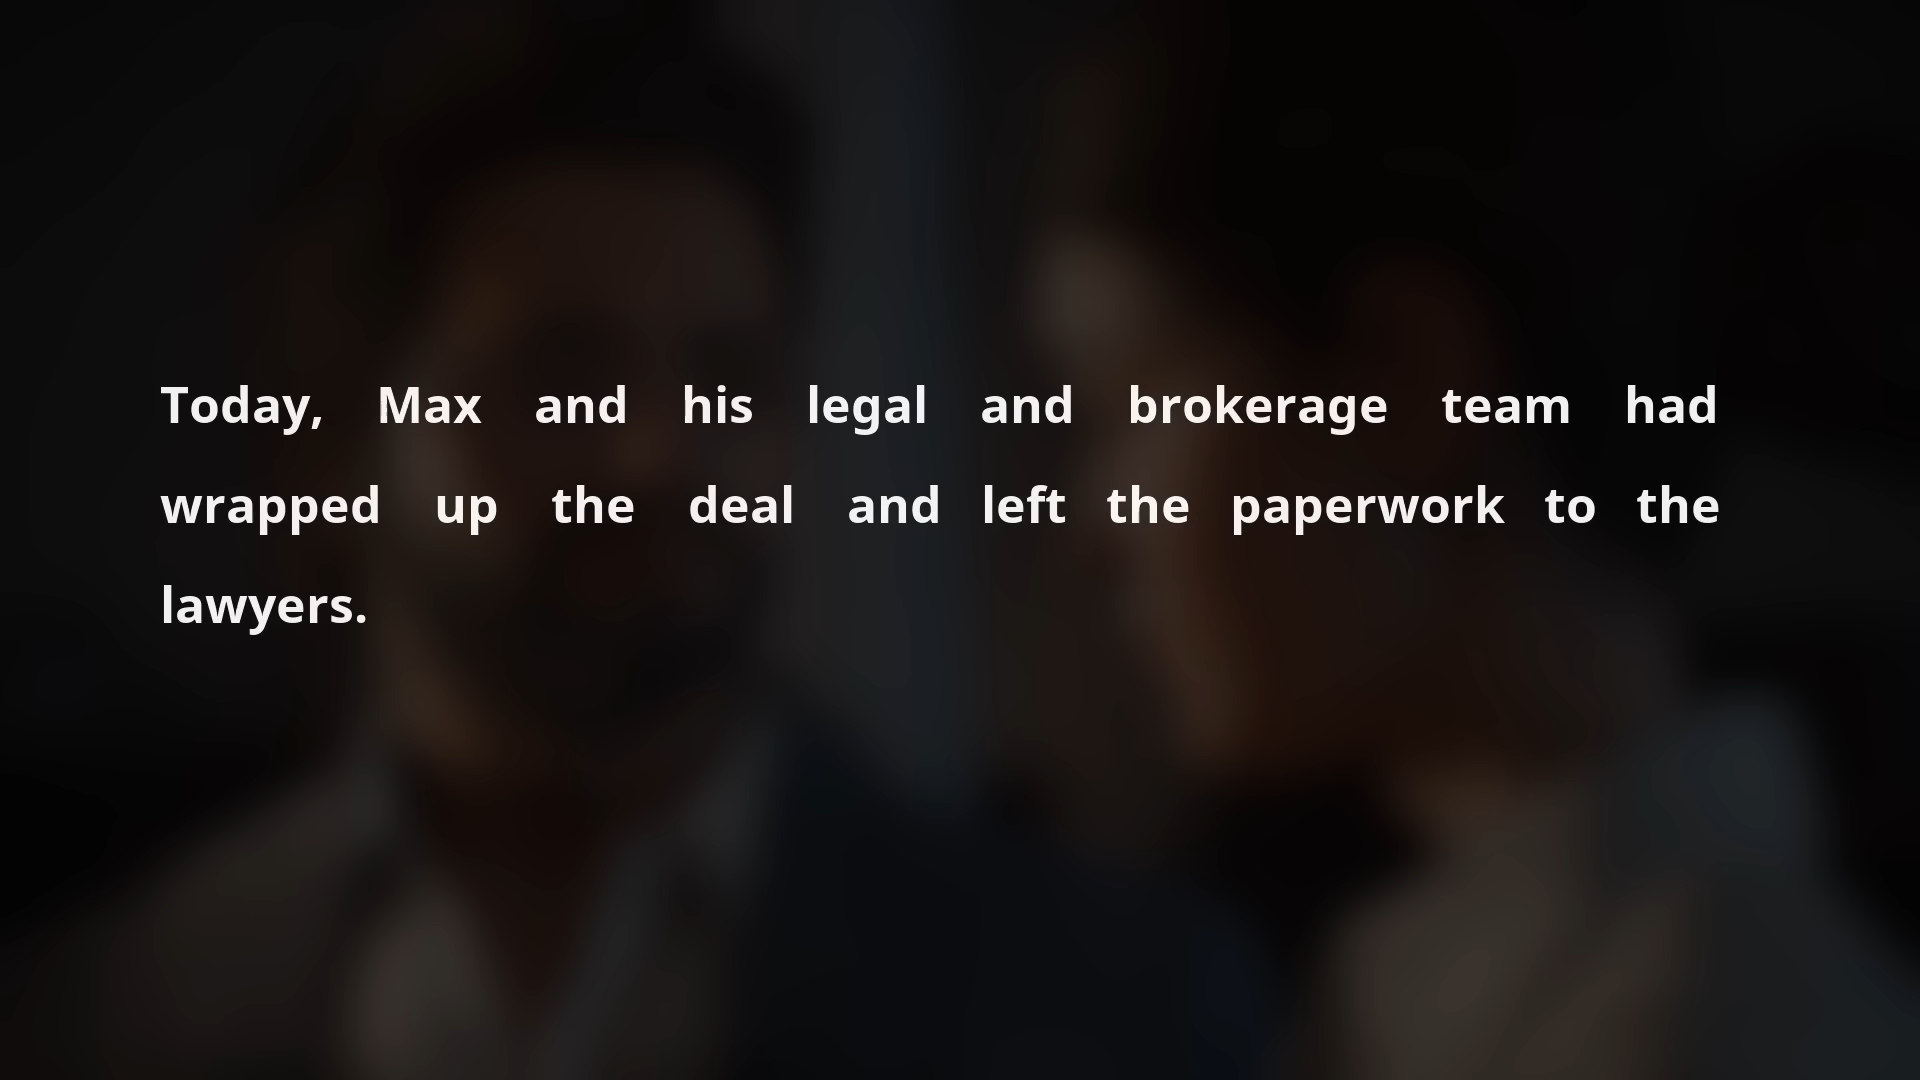 Today, Max and his legal and brokerage team had
wrapped up the deal and left the paperwork to the
lawyers.